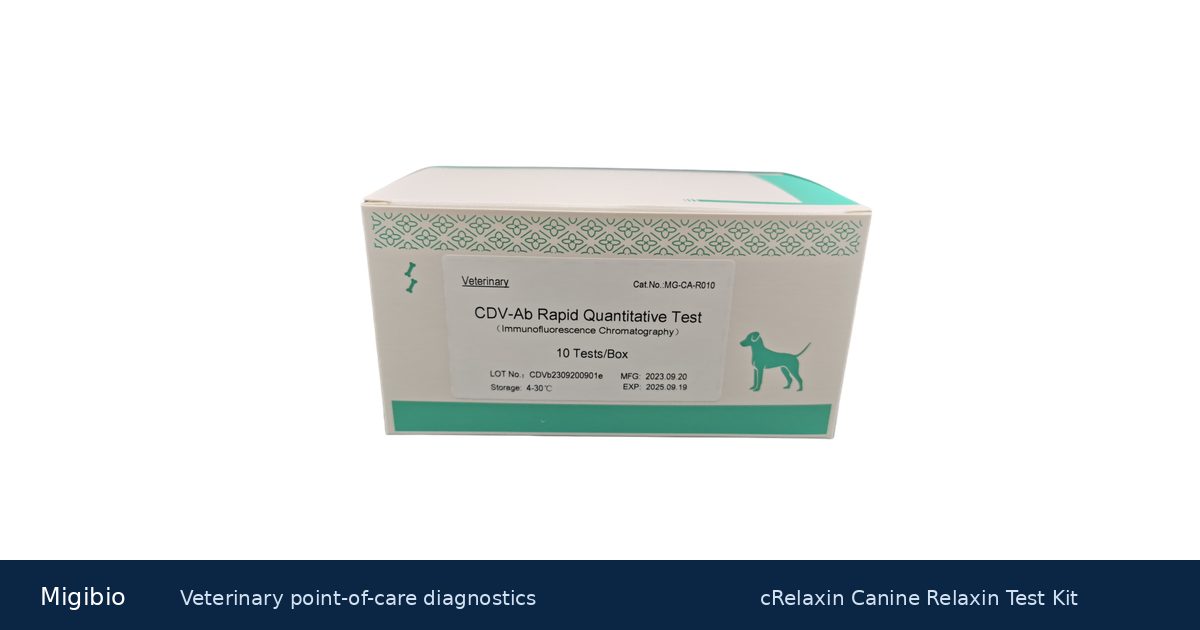 Veterinary
Cat.No.:MG-CA-R010
CDV-Ab Rapid Quantitative Test
(Immunofluorescence Chromatography)
10 Tests/Box
LOT No.: CDVb2309200901e MFG: 2023.09.20
Storage: 4-30℃ EXP: 2025.09.19
Migibio Veterinary point-of-care diagnostics cRelaxin Canine Relaxin Test Kit